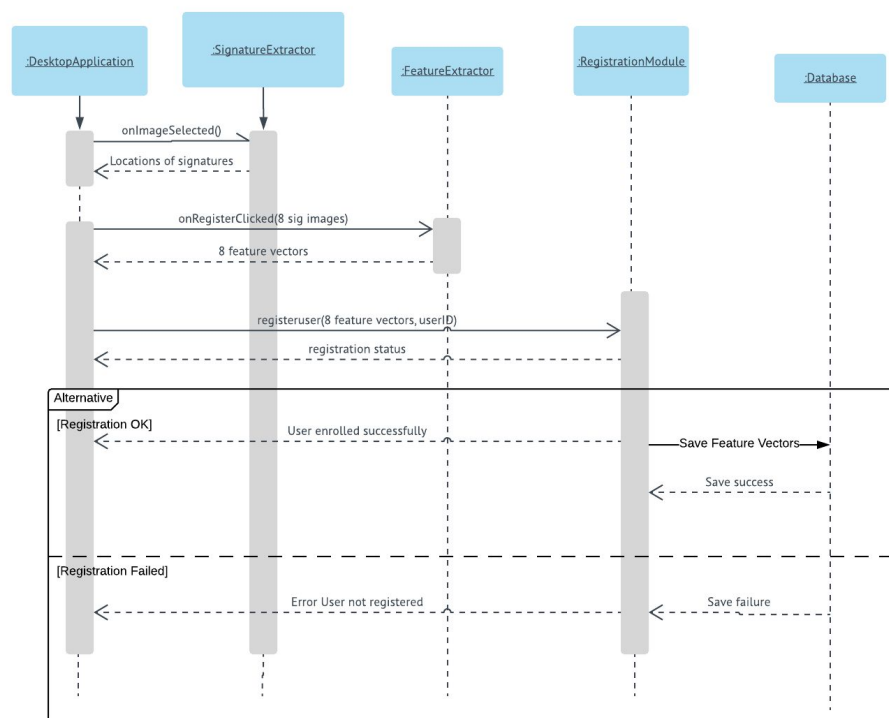 :DesktopApplication
:SignatureExtractor
:FeatureExtractor
:RegistrationModule
:Database
onImageSelected()
Locations of signatures
onRegisterClicked(8 sig images)
8 feature vectors
registeruser(8 feature vectors, userID)
registration status
Alternative
[Registration OK]
User enrolled successfully
Save Feature Vectors
Save success
[Registration Failed]
Error User not registered
Save failure